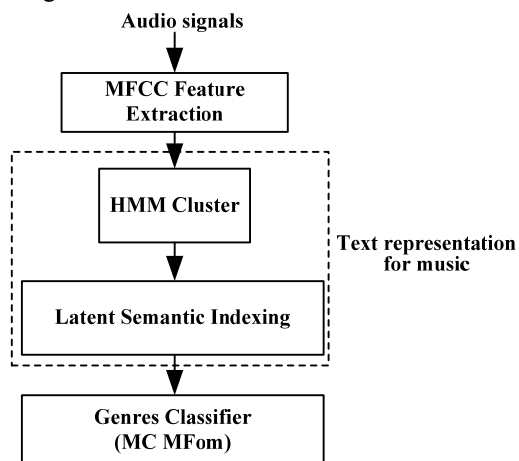 Audio signals
MFCC Feature
Extraction
HMM Cluster
Text representation
for music
Latent Semantic Indexing
Genres Classifier
(MC MFom)